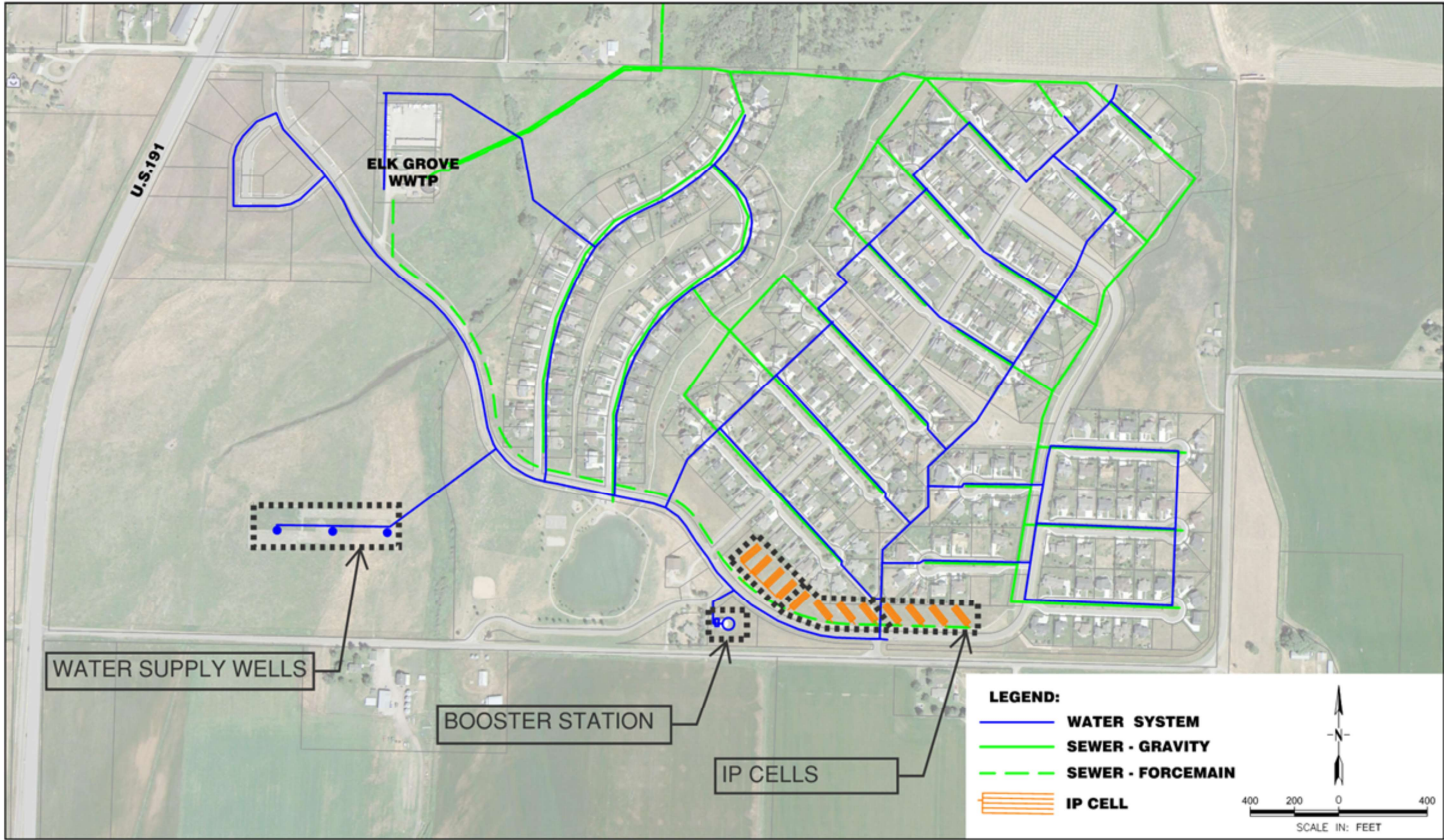 U.S.191
ELK GROVE
WWTP
WATER SUPPLY WELLS
BOOSTER STATION
IP CELLS
LEGEND:
WATER SYSTEM
SEWER - GRAVITY
SEWER - FORCEMAIN
IP CELL
N
400 200 0 400
SCALE IN: FEET